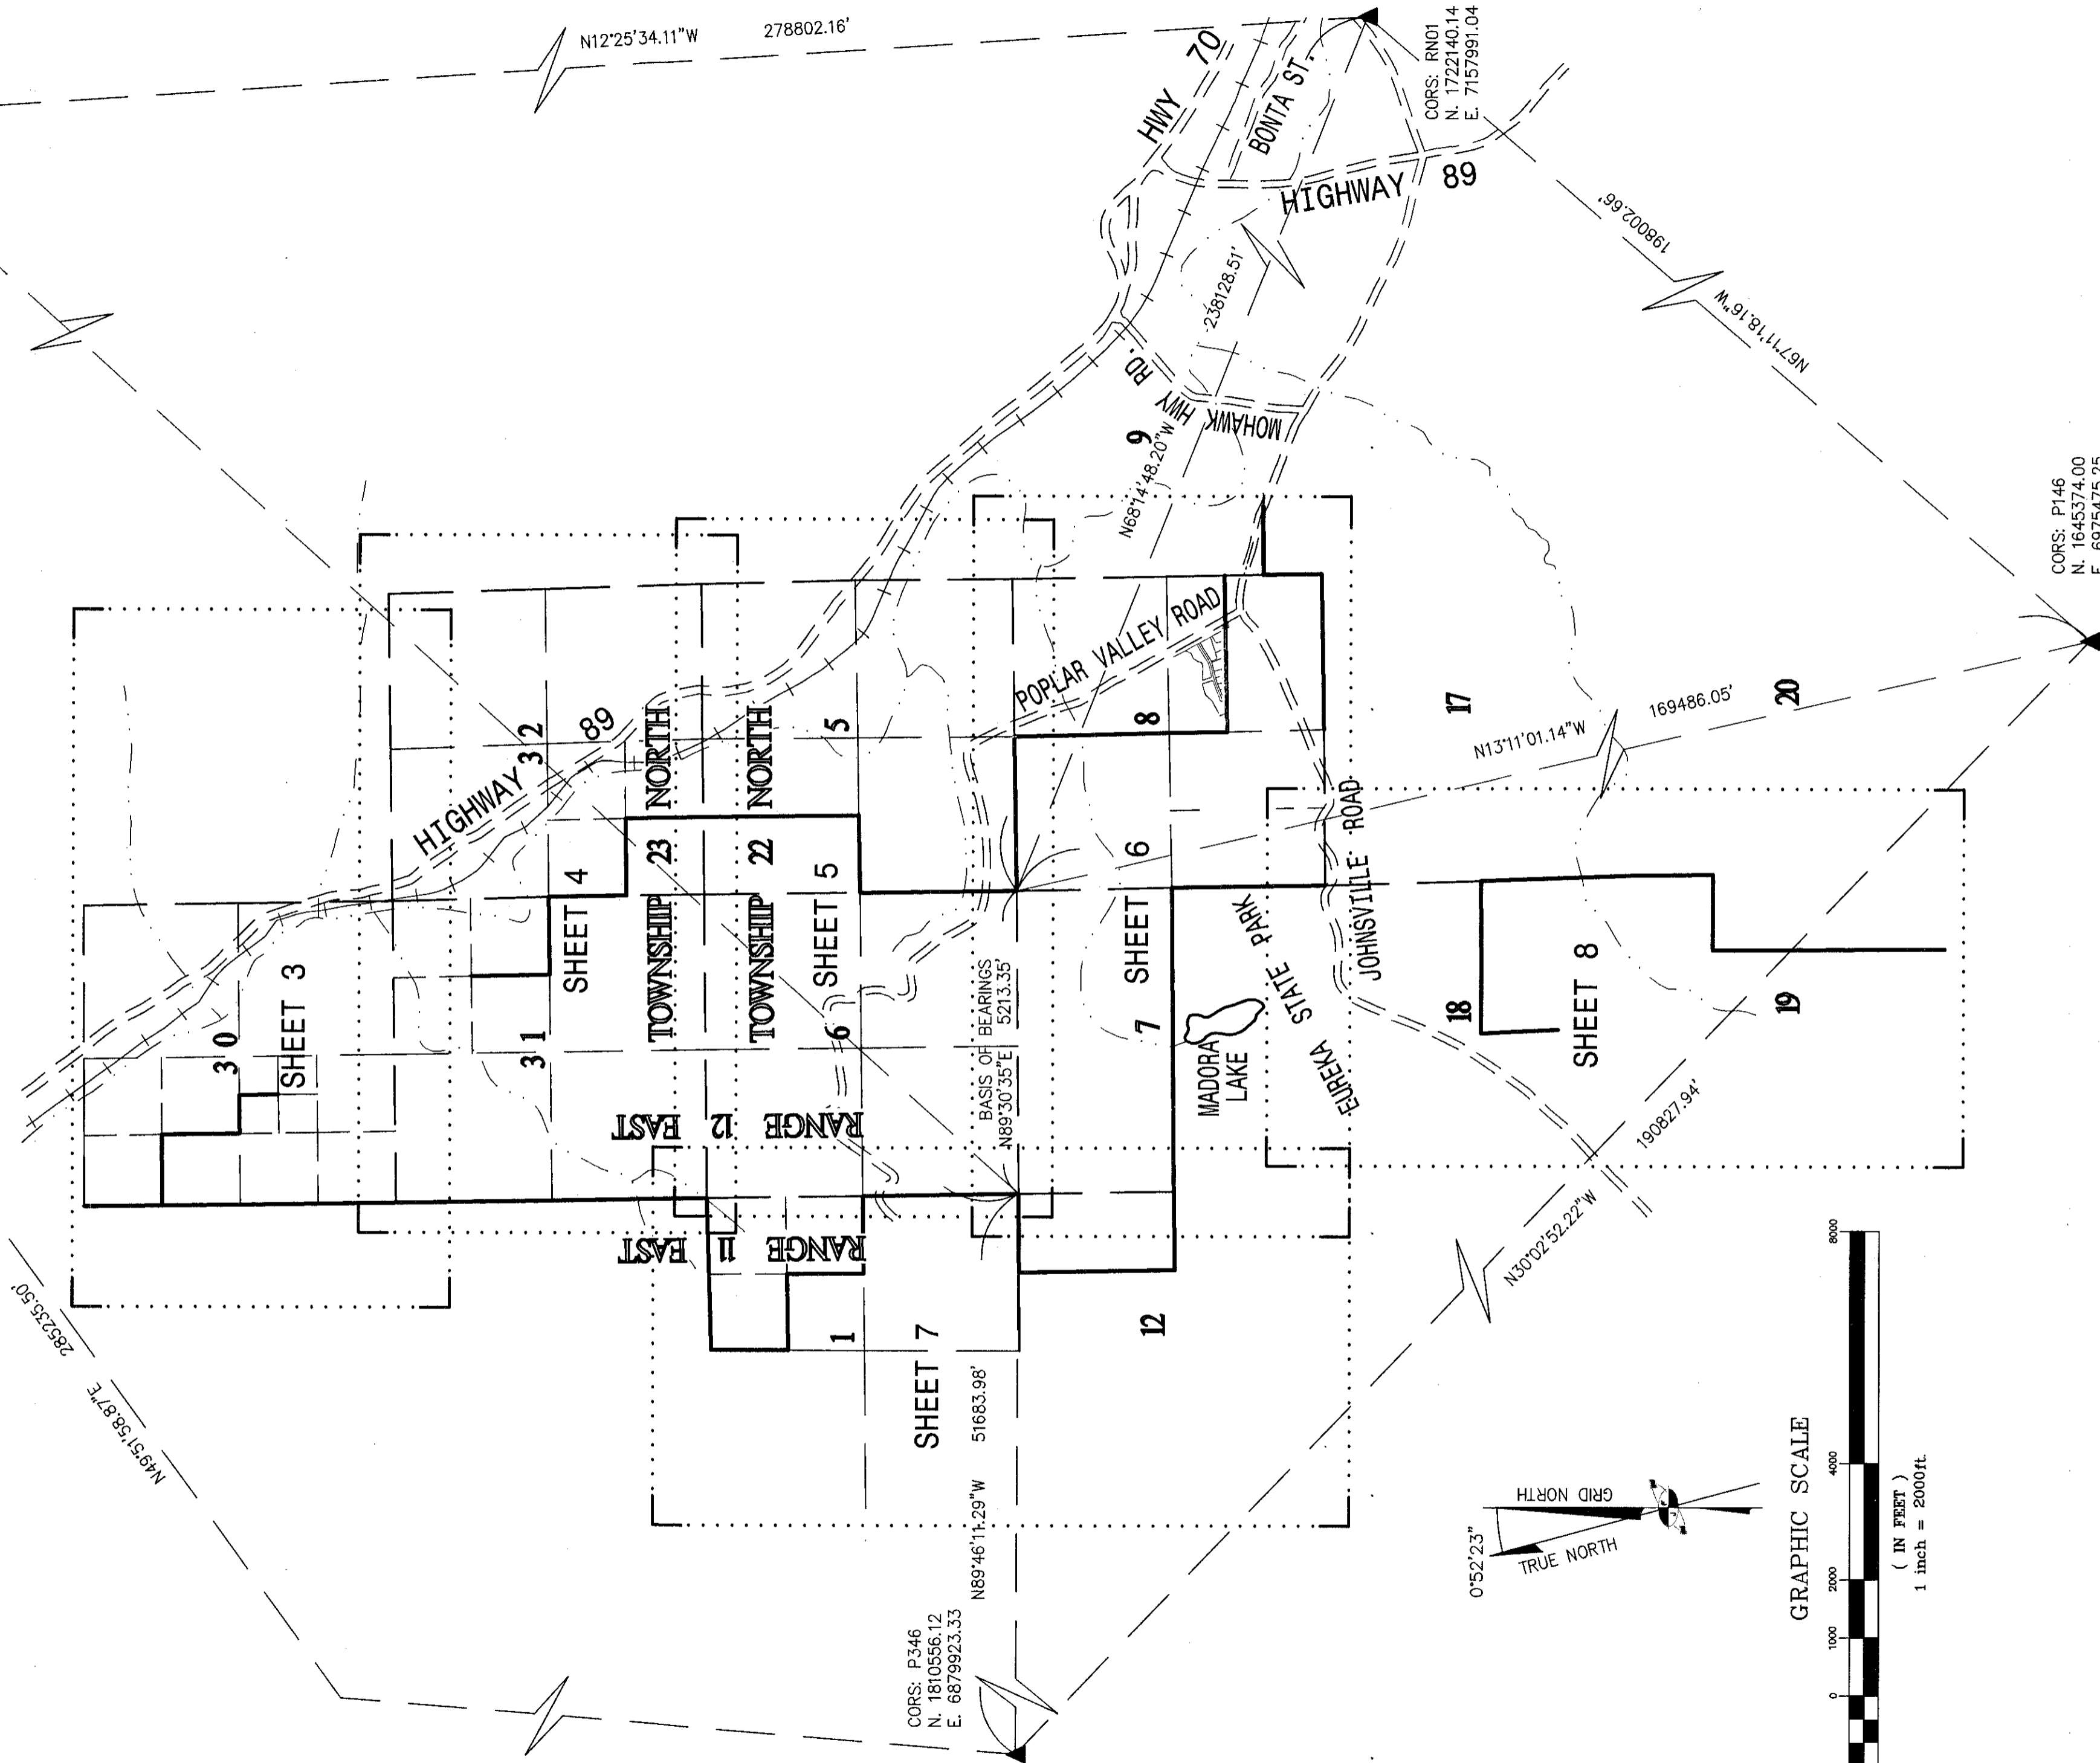 N12°25'34.11"W
278802.16'
HWY 70
BONTA ST.
CORS: RN01
N. 1722140.14
E. 7157991.04
HIGHWAY 89
198002.66'
N67°11'18.16"W
238128.51'
N68°14'48.20"W
MOHAWK HWY RD.
9
CORS: P146
N. 1645374.00
E. 6975475.25
SHEET 3
30
HIGHWAY 89
32
31
SHEET 4
TOWNSHIP 23 NORTH
TOWNSHIP 22 NORTH
5
SHEET 5
6
RANGE 12 EAST
RANGE 11 EAST
BASIS OF BEARINGS
N89°30'35"E 5213.35'
POPLAR VALLEY ROAD
8
SHEET 6
7
MADORA
LAKE
EUREKA STATE PARK
JOHNSVILLE ROAD
17
N13°11'01.14"W
169486.05'
20
18
SHEET 8
19
190827.94'
N30°02'52.22"W
1
SHEET 7
12
N89°46'11.29"W 51683.98'
285235.50'
N49°51'58.87"E
CORS: P346
N. 1810556.12
E. 6879923.33
0°52'23"
TRUE NORTH
GRID NORTH
GRAPHIC SCALE
0 1000 2000 4000 8000
( IN FEET )
1 inch = 2000ft.